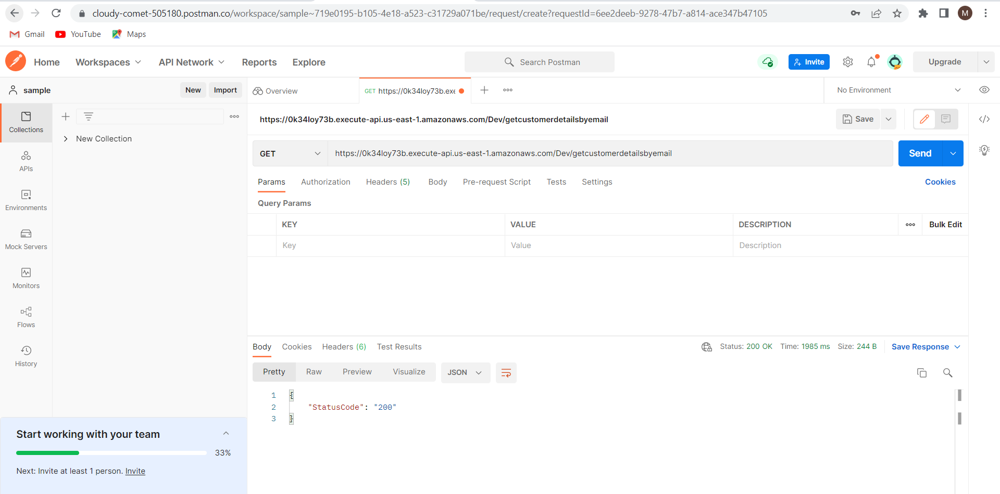 cloudy-comet-505180.postman.co/workspace/sample~719e0195-b105-4e18-a523-c31729a071be/request/create?requestId=6ee2deeb-9278-47b7-a814-ace347b47105
M
Gmail YouTube Maps
Home Workspaces API Network Reports Explore Search Postman Invite Upgrade
sample New Import Overview GET https://0k34loy73b.exe No Environment
https://0k34loy73b.execute-api.us-east-1.amazonaws.com/Dev/getcustomerdetailsbyemail Save
Collections
New Collection
GET https://0k34loy73b.execute-api.us-east-1.amazonaws.com/Dev/getcustomerdetailsbyemail Send
APIs
Params Authorization Headers (5) Body Pre-request Script Tests Settings Cookies
Query Params
Environments
KEY VALUE DESCRIPTION Bulk Edit
Key Value Description
Mock Servers
Monitors
Flows
Body Cookies Headers (6) Test Results Status: 200 OK Time: 1985 ms Size: 244 B Save Response
History
Pretty Raw Preview Visualize JSON
1 {
2 "StatusCode": "200"
3 }
Start working with your team
33%
Next: Invite at least 1 person. Invite